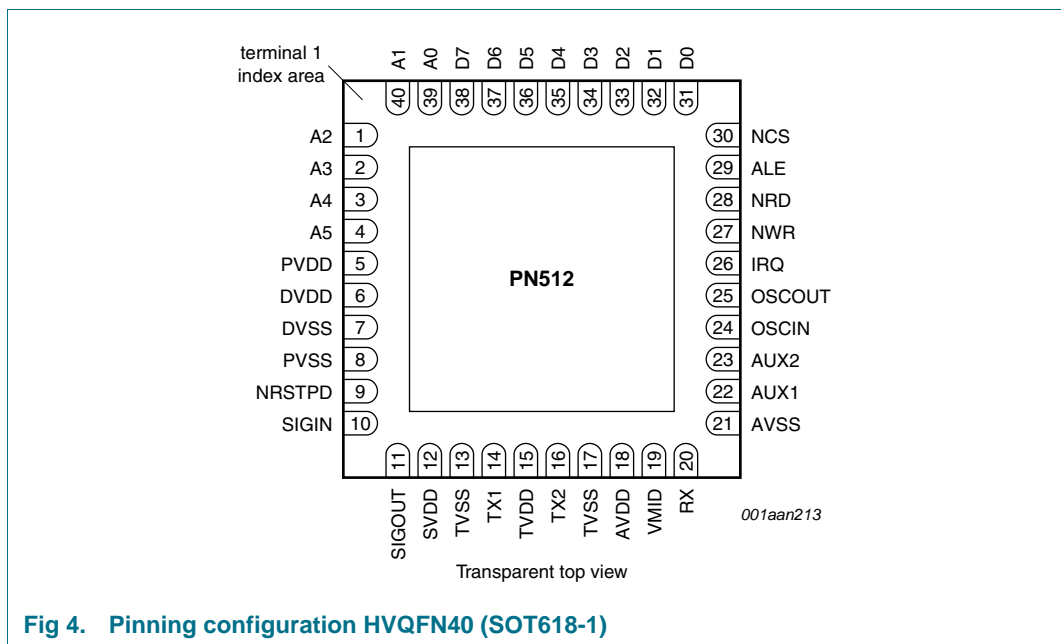 terminal 1
index area
A1 A0 D7 D6 D5 D4 D3 D2 D1 D0
40 39 38 37 36 35 34 33 32 31
A2 1
A3 2
A4 3
A5 4
PVDD 5
DVDD 6
DVSS 7
PVSS 8
NRSTPD 9
SIGIN 10
PN512
30 NCS
29 ALE
28 NRD
27 NWR
26 IRQ
25 OSCOUT
24 OSCIN
23 AUX2
22 AUX1
21 AVSS
11 12 13 14 15 16 17 18 19 20
SIGOUT SVDD TVSS TX1 TVDD TX2 TVSS AVDD VMID RX
001aan213
Transparent top view
Fig 4. Pinning configuration HVQFN40 (SOT618-1)